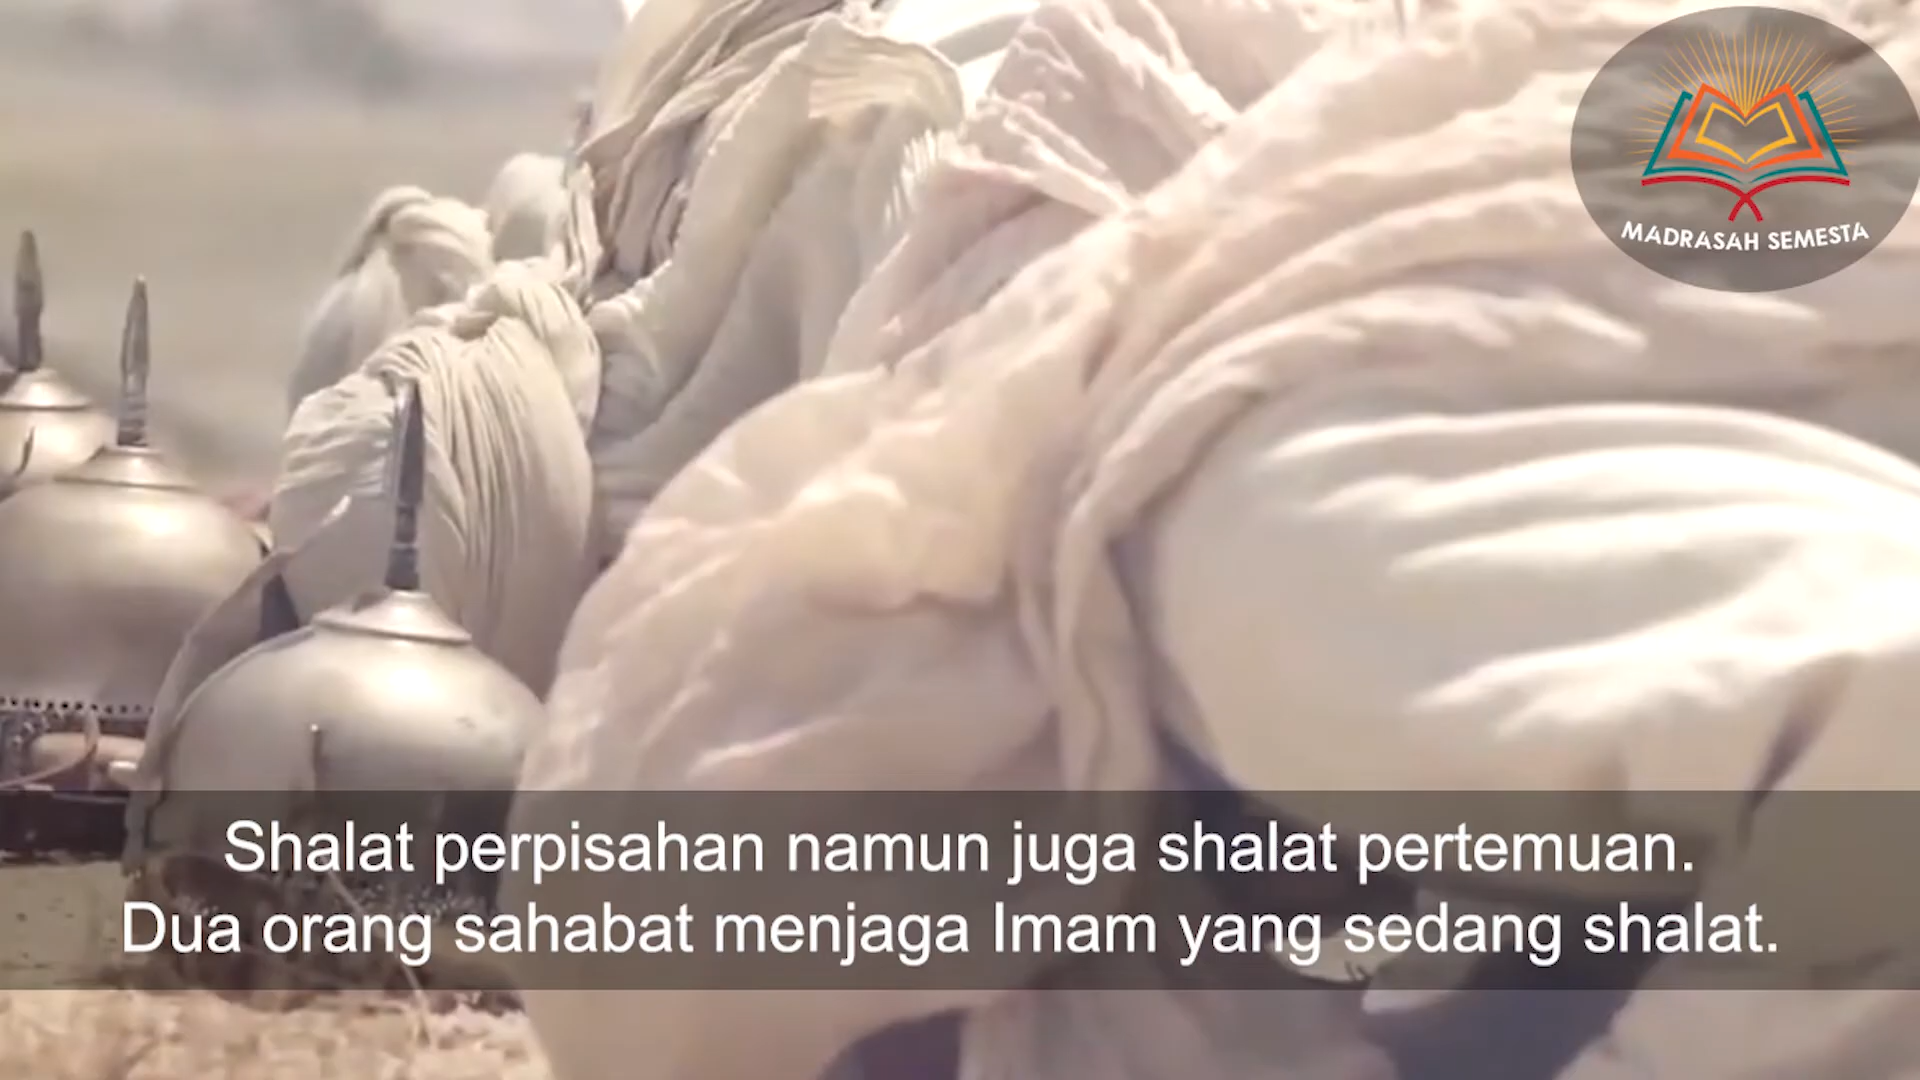 MADRASAH SEMESTA
Shalat perpisahan namun juga shalat pertemuan.
Dua orang sahabat menjaga Imam yang sedang shalat.